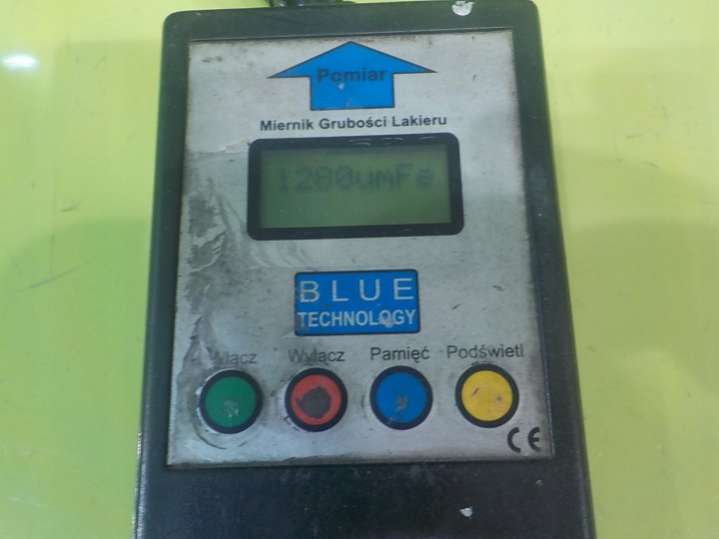 Pomiar
Miernik Grubości Lakieru
1280umFe
BLUE
TECHNOLOGY
Włącz Wyłącz Pamięć Podświetl
CE